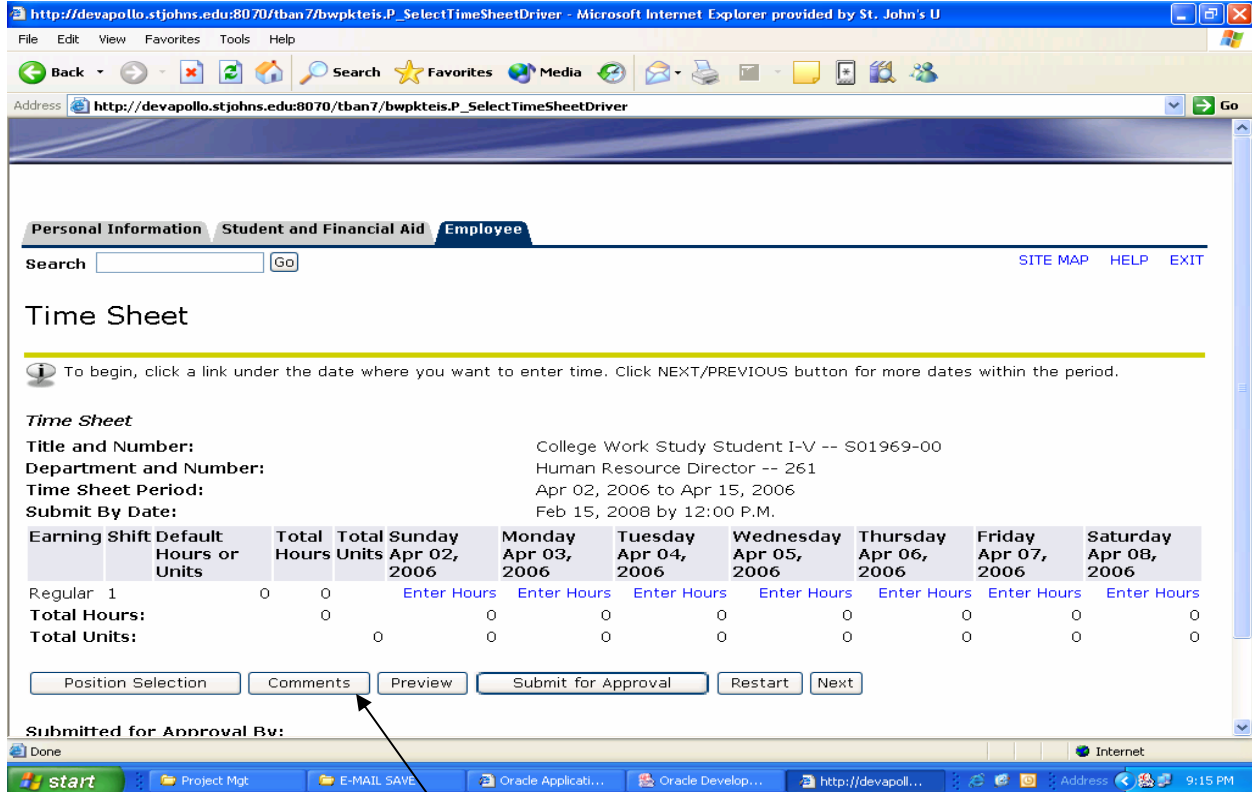 http://devapollo.stjohns.edu:8070/tban7/bwpkteis.P_SelectTimeSheetDriver - Microsoft Internet Explorer provided by St. John's U
File Edit View Favorites Tools Help
Back Search Favorites Media
Address http://devapollo.stjohns.edu:8070/tban7/bwpkteis.P_SelectTimeSheetDriver Go
Personal Information Student and Financial Aid Employee
Search Go SITE MAP HELP EXIT
Time Sheet
To begin, click a link under the date where you want to enter time. Click NEXT/PREVIOUS button for more dates within the period.
Time Sheet
Title and Number: College Work Study Student I-V -- S01969-00
Department and Number: Human Resource Director -- 261
Time Sheet Period: Apr 02, 2006 to Apr 15, 2006
Submit By Date: Feb 15, 2008 by 12:00 P.M.
Earning Shift Default Total Total Sunday Monday Tuesday Wednesday Thursday Friday Saturday
Hours or Hours Units Apr 02, Apr 03, Apr 04, Apr 05, Apr 06, Apr 07, Apr 08,
Units 2006 2006 2006 2006 2006 2006 2006
Regular 1 0 0 Enter Hours Enter Hours Enter Hours Enter Hours Enter Hours Enter Hours Enter Hours
Total Hours: 0 0 0 0 0 0 0 0
Total Units: 0 0 0 0 0 0 0 0
Position Selection Comments Preview Submit for Approval Restart Next
Submitted for Approval By:
Done Internet
start Project Mgt E-MAIL SAVE Oracle Applicati... Oracle Develop... http://devapoll... Address 9:15 PM